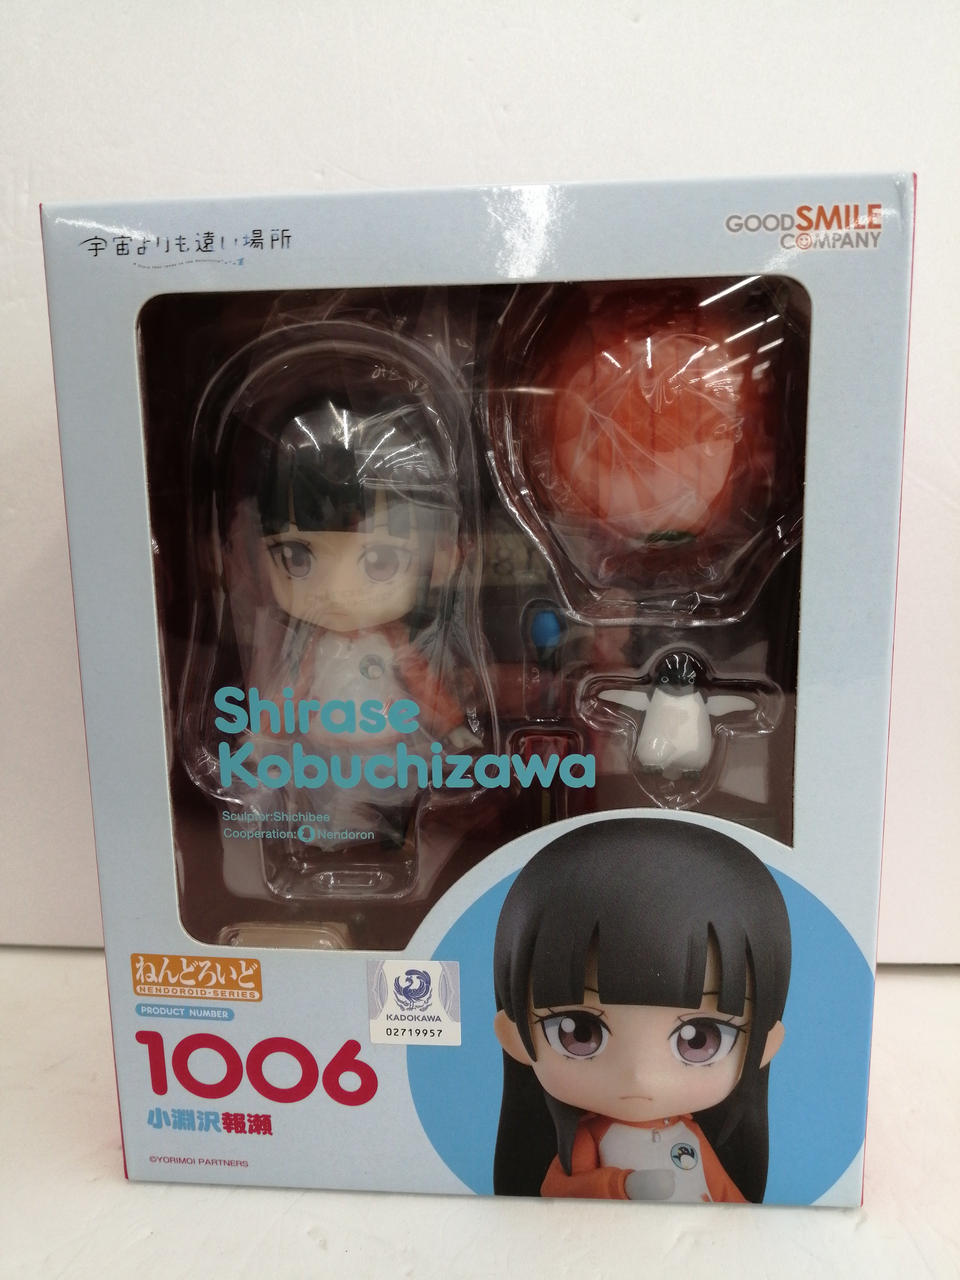 宇宙よりも遠い場所
GOOD SMILE
COMPANY
Shirase
Kobuchizawa
Sculptor:Shichibee
Cooperation: Nendoron
ねんどろいど
NENDOROID-SERIES
PRODUCT NUMBER
1006
小淵沢報瀬
KADOKAWA
02719957
©YORIMOI PARTNERS